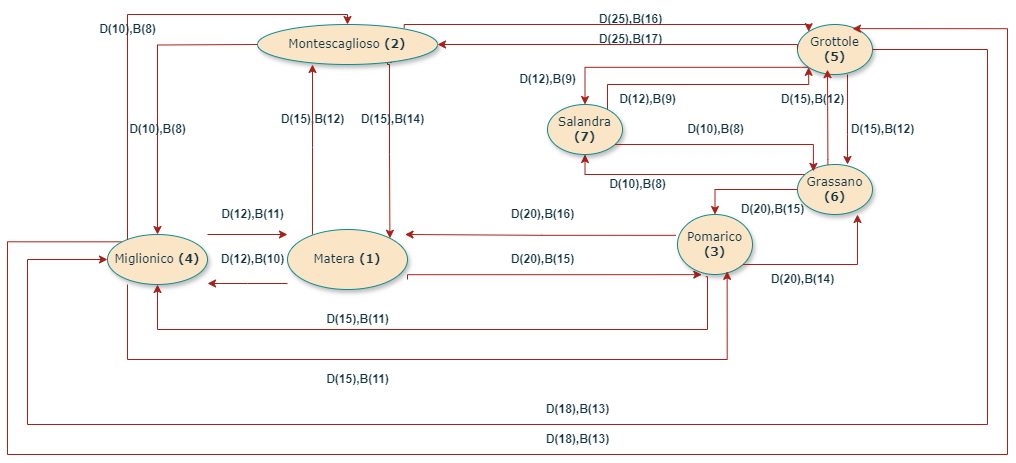 D(25),B(16)
D(10),B(8)
Montescaglioso (2)
D(25),B(17)
Grottole
(5)
D(12),B(9)
D(12),B(9)
D(15),B(12)
D(15),B(12)
D(15),B(14)
Salandra
(7)
D(10),B(8)
D(10),B(8)
D(15),B(12)
D(10),B(8)
Grassano
(6)
D(20),B(15)
D(12),B(11)
D(20),B(16)
Pomarico
(3)
Miglionico (4)
D(12),B(10)
Matera (1)
D(20),B(15)
D(20),B(14)
D(15),B(11)
D(15),B(11)
D(18),B(13)
D(18),B(13)